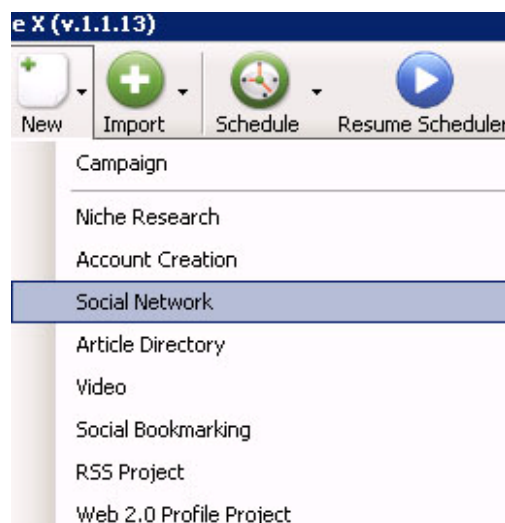 e X (v.1.1.13)
New Import Schedule Resume Scheduler
Campaign
Niche Research
Account Creation
Social Network
Article Directory
Video
Social Bookmarking
RSS Project
Web 2.0 Profile Project